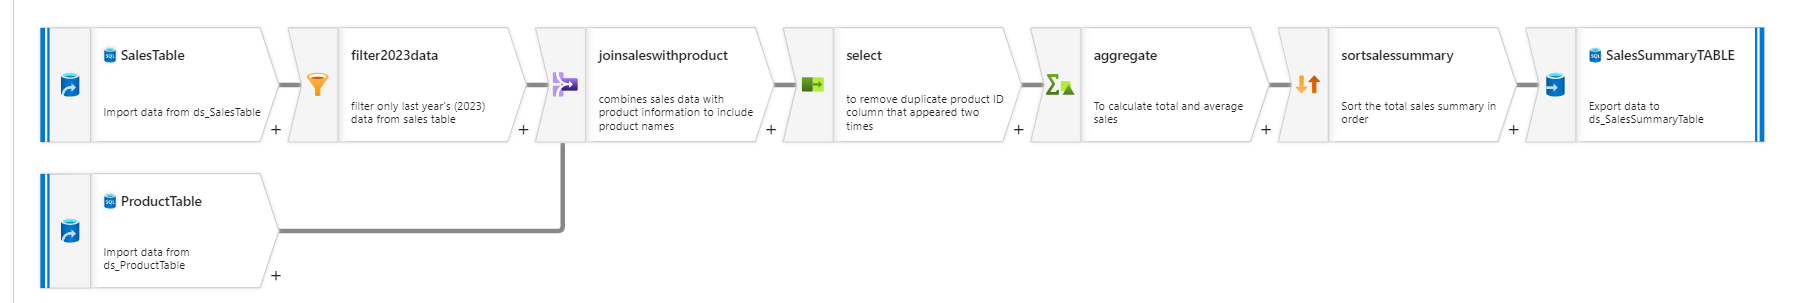 SalesTable
Import data from ds_SalesTable
+
filter2023data
filter only last year's (2023)
data from sales table
+
joinsaleswithproduct
combines sales data with
product information to include
product names
+
select
to remove duplicate product ID
column that appeared two
times
+
aggregate
To calculate total and average
sales
+
sortsalessummary
Sort the total sales summary in
order
+
SalesSummaryTABLE
Export data to
ds_SalesSummaryTable
ProductTable
Import data from
ds_ProductTable
+